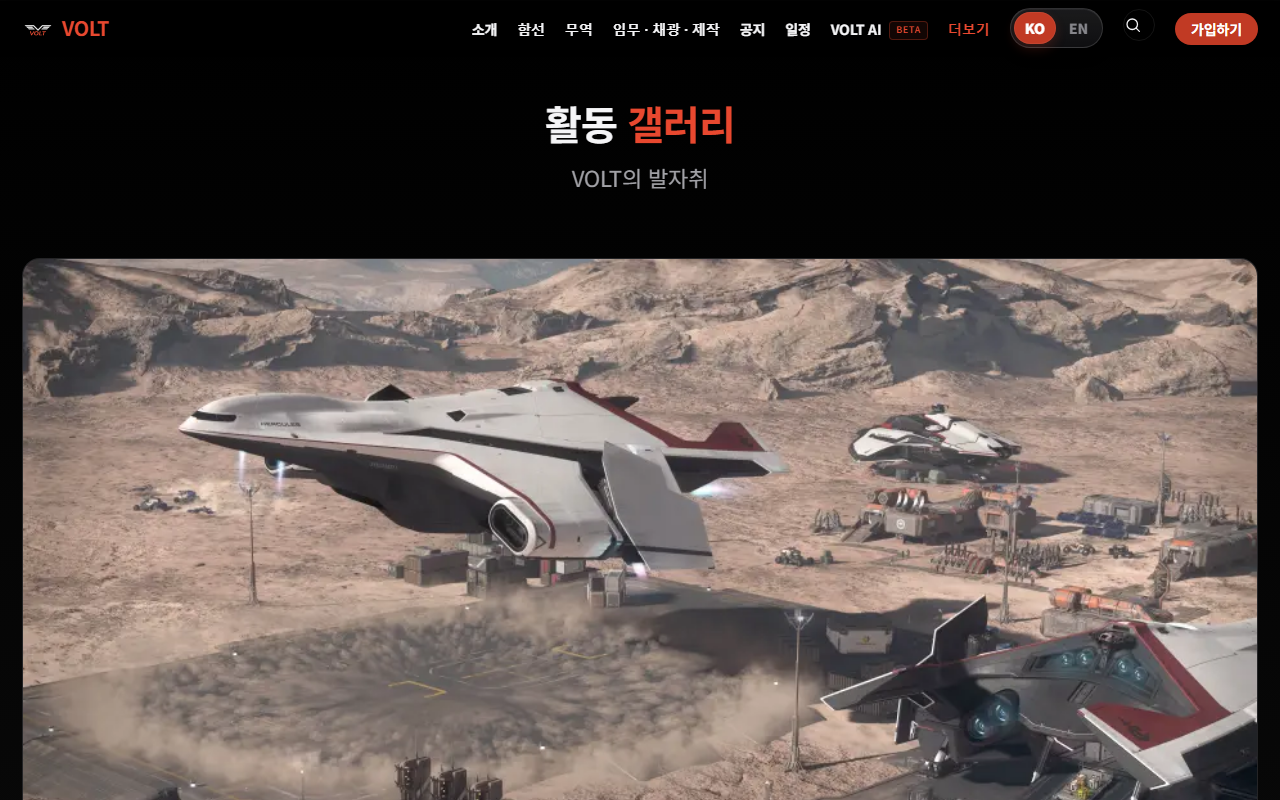 VOLT
VOLT
소개
함선
무역
임무 · 채광 · 제작
공지
일정
VOLT AI BETA
더보기
KO
EN
가입하기
활동 갤러리
VOLT의 발자취
HERCULES